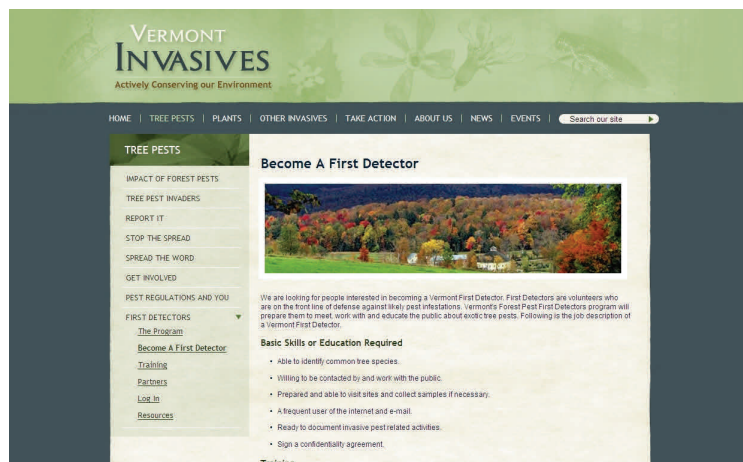 VERMONT
INVASIVES
Actively Conserving our Environment
HOME | TREE PESTS | PLANTS | OTHER INVASIVES | TAKE ACTION | ABOUT US | NEWS | EVENTS | Search our site
TREE PESTS
IMPACT OF FOREST PESTS
TREE PEST INVADERS
REPORT IT
STOP THE SPREAD
SPREAD THE WORD
GET INVOLVED
PEST REGULATIONS AND YOU
FIRST DETECTORS
The Program
Become A First Detector
Training
Partners
Log In
Resources
Become A First Detector
We are looking for people interested in becoming a Vermont First Detector. First Detectors are volunteers who
are on the front line of defense against likely pest infestations. Vermont's Forest Pest First Detectors program will
prepare them to meet, work with and educate the public about exotic tree pests. Following is the job description of
a Vermont First Detector.
Basic Skills or Education Required
• Able to identify common tree species.
• Willing to be contacted by and work with the public.
• Prepared and able to visit sites and collect samples if necessary.
• A frequent user of the internet and e-mail.
• Ready to document invasive pest related activities.
• Sign a confidentiality agreement.